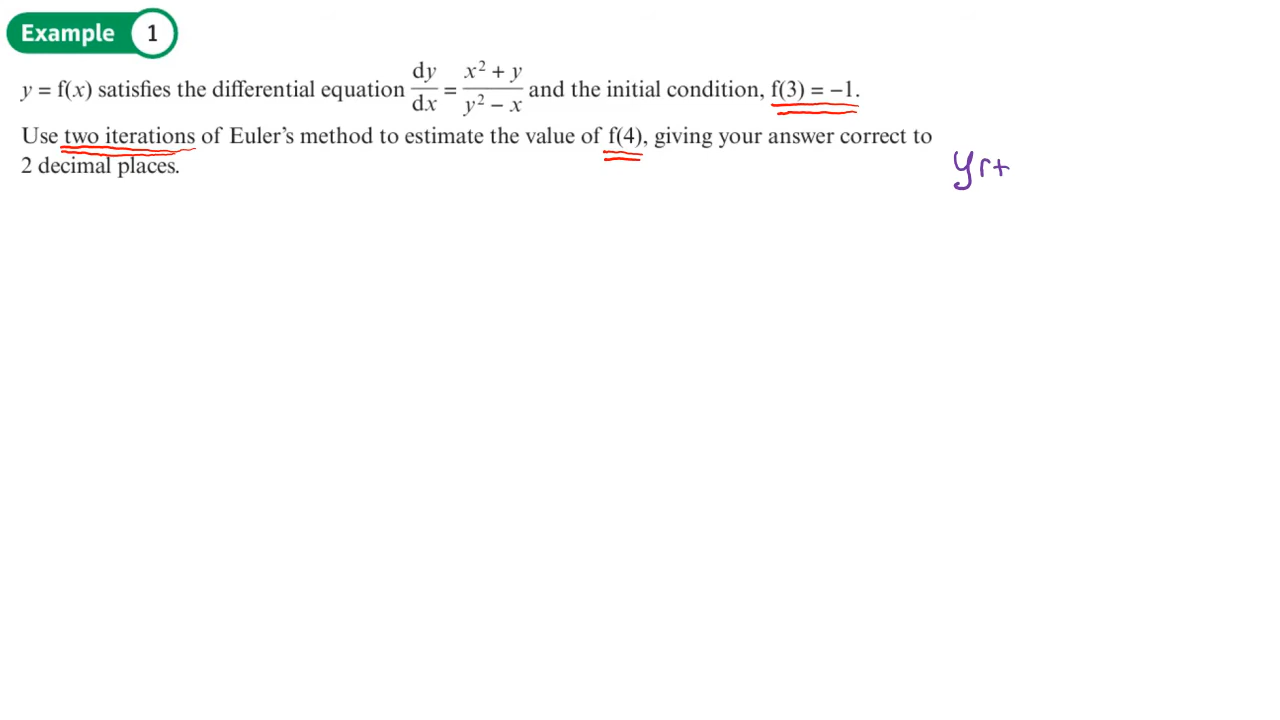 Example 1
y = f(x) satisfies the differential equation dy/dx = (x² + y)/(y² − x) and the initial condition, f(3) = −1.
Use two iterations of Euler’s method to estimate the value of f(4), giving your answer correct to
2 decimal places.
yr+